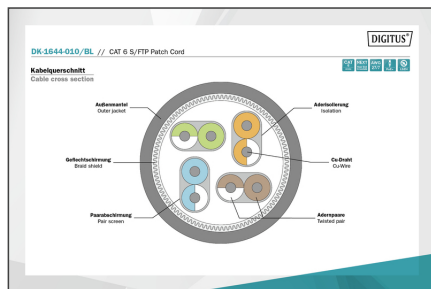 DIGITUS®
DK-1644-010/BL // CAT 6 S/FTP Patch Cord
Kabelquerschnitt
Cable cross section
Außenmantel
Outer jacket
Aderisolierung
Isolation
Geflechtschirmung
Braid shield
Cu-Draht
Cu-Wire
Paarabschirmung
Pair screen
Adernpaare
Twisted pair